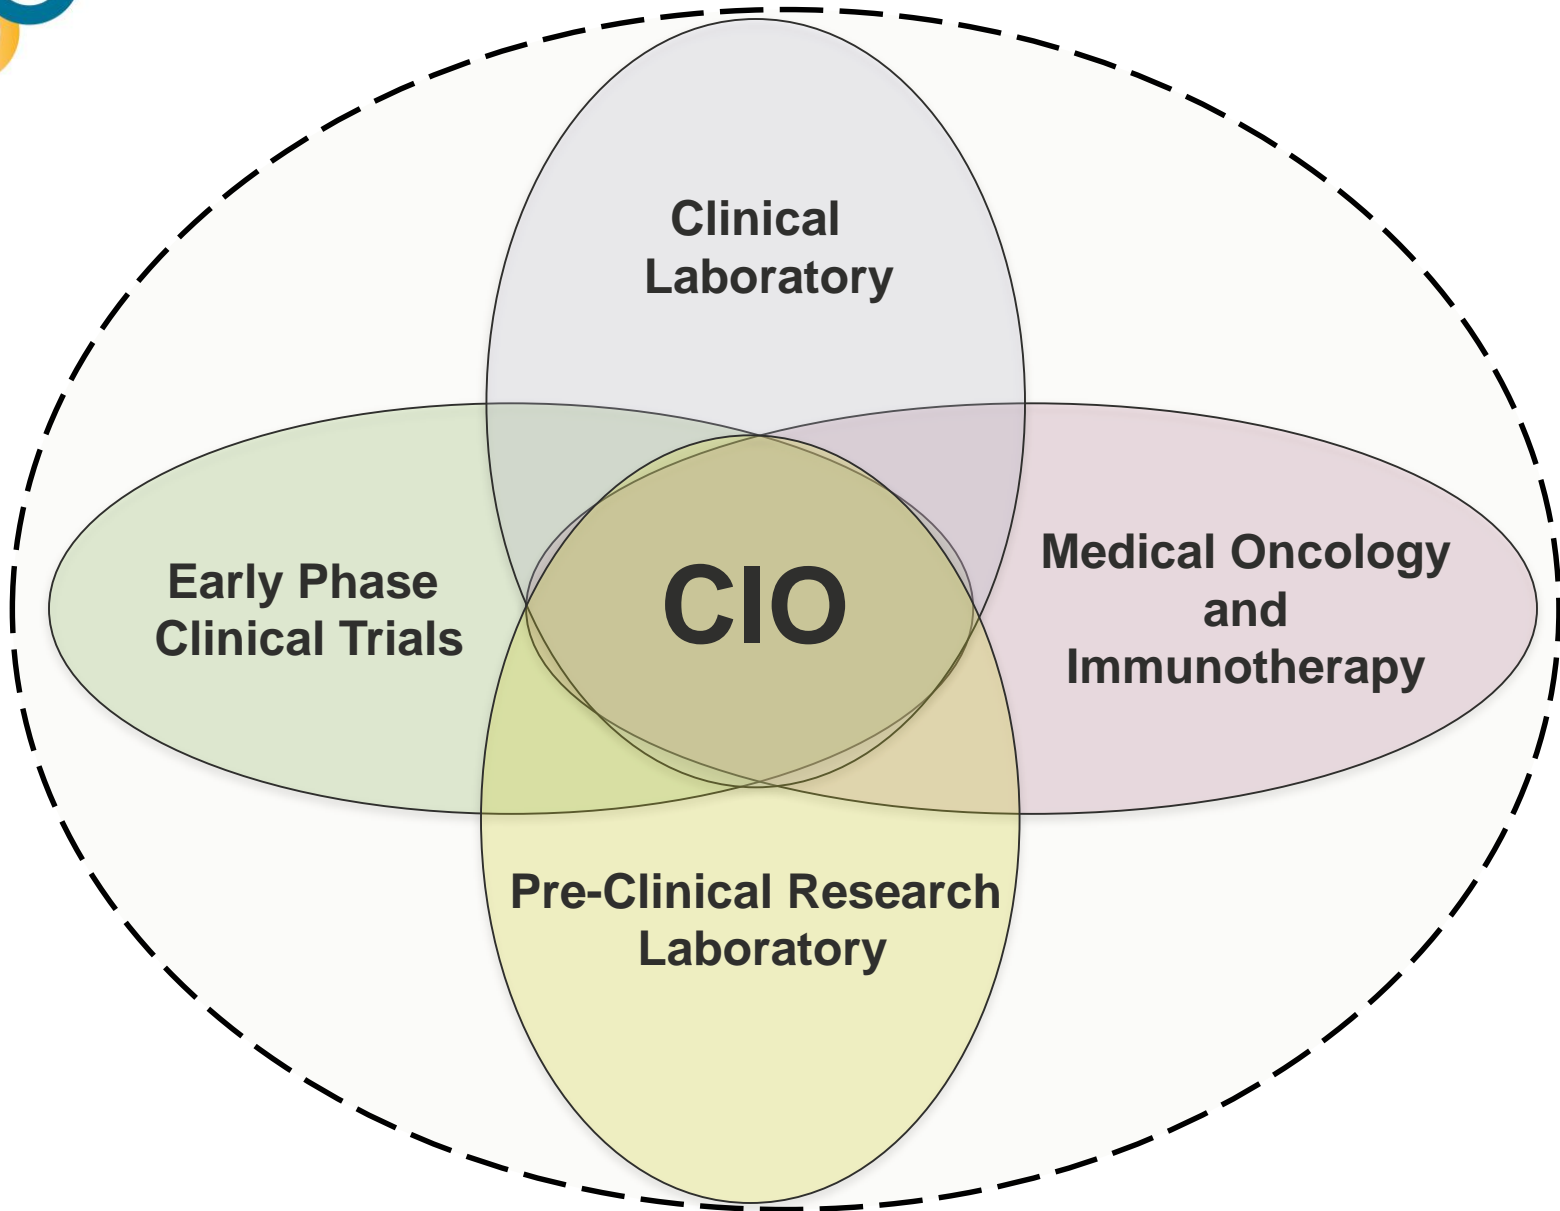 Clinical
Laboratory
Early Phase
Clinical Trials
CIO
Medical Oncology
and
Immunotherapy
Pre-Clinical Research
Laboratory